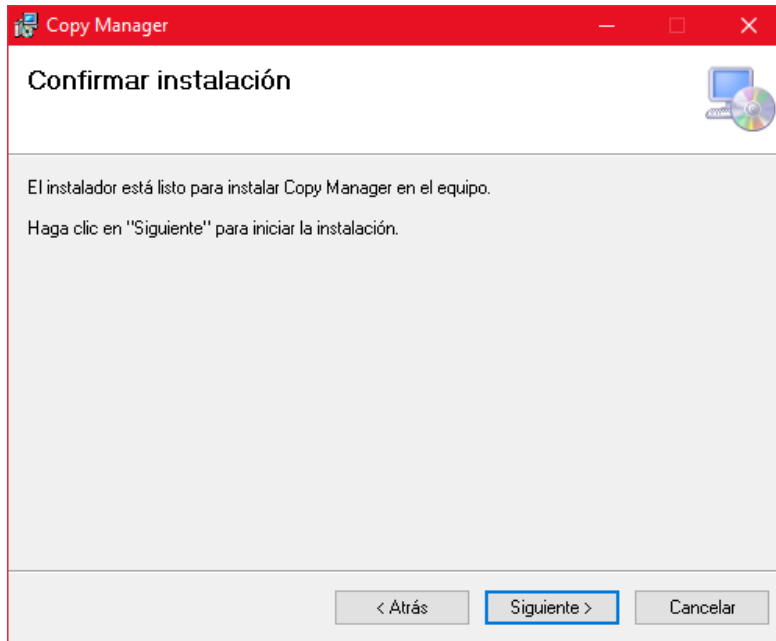 Copy Manager
Confirmar instalación
El instalador está listo para instalar Copy Manager en el equipo.
Haga clic en "Siguiente" para iniciar la instalación.
< Atrás
Siguiente >
Cancelar